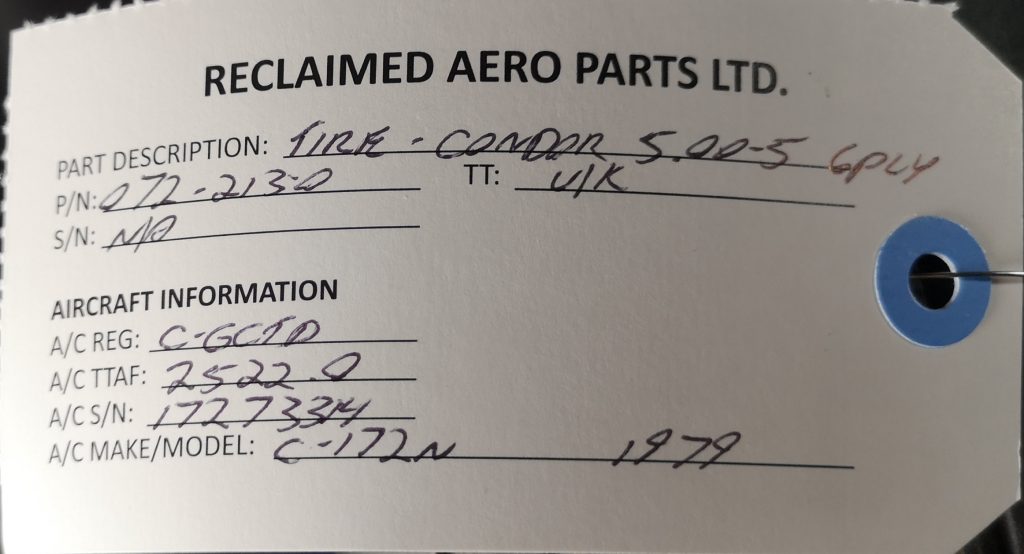 RECLAIMED AERO PARTS LTD.
PART DESCRIPTION: TIRE - CONDOR 5.00-5 6PLY
P/N: 072-213-0 TT: U/K
S/N: N/A
AIRCRAFT INFORMATION
A/C REG: C-GCTD
A/C TTAF: 2522.0
A/C S/N: 17273314
A/C MAKE/MODEL: C-172N 1979